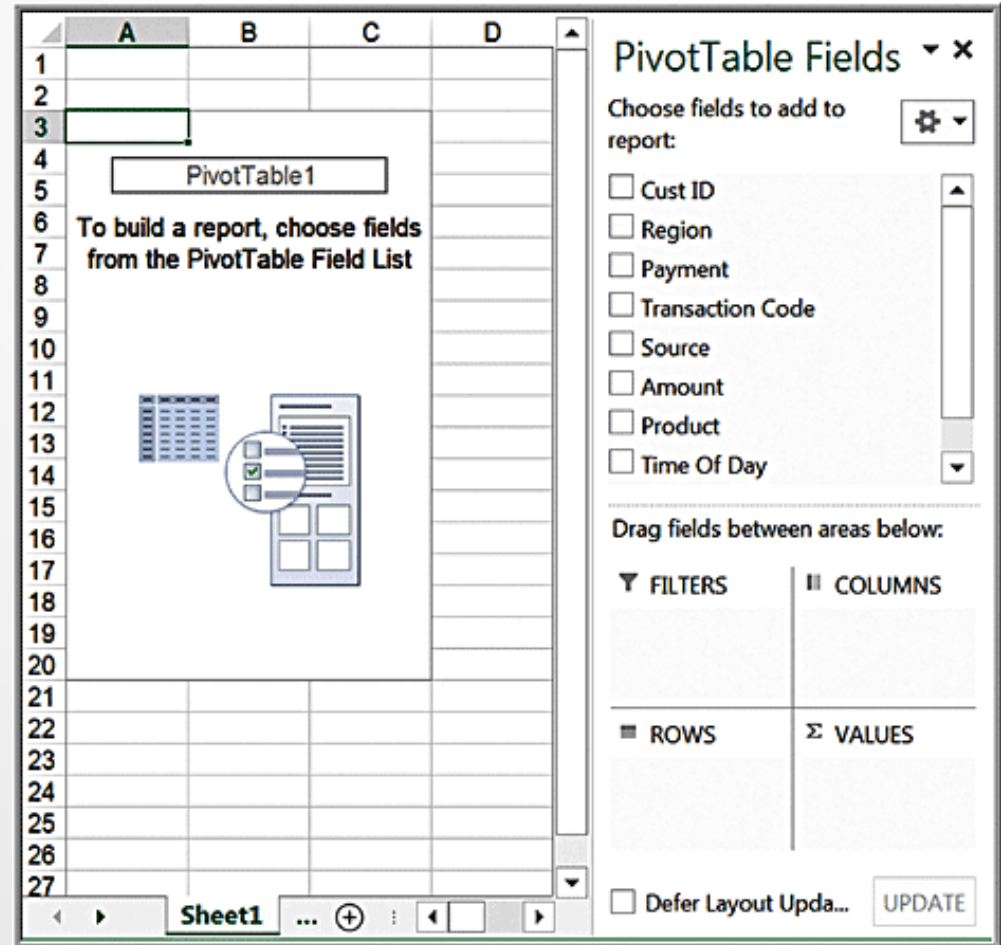 A B C D
1
2
3
4
PivotTable1
5
6
To build a report, choose fields
7
from the PivotTable Field List
8
9
10
11
12
13
14
15
16
17
18
19
20
21
22
23
24
25
26
27
Sheet1 ...
PivotTable Fields
Choose fields to add to
report:
Cust ID
Region
Payment
Transaction Code
Source
Amount
Product
Time Of Day
Drag fields between areas below:
FILTERS
COLUMNS
ROWS
Σ VALUES
Defer Layout Upda... UPDATE